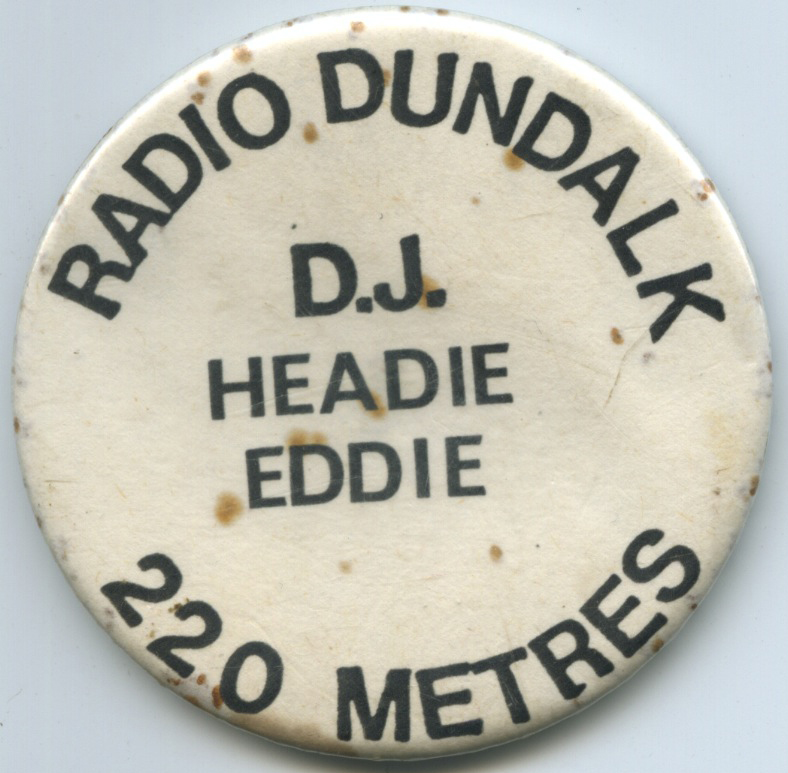 RADIO DUNDALK
D.J.
HEADIE
EDDIE
220 METRES